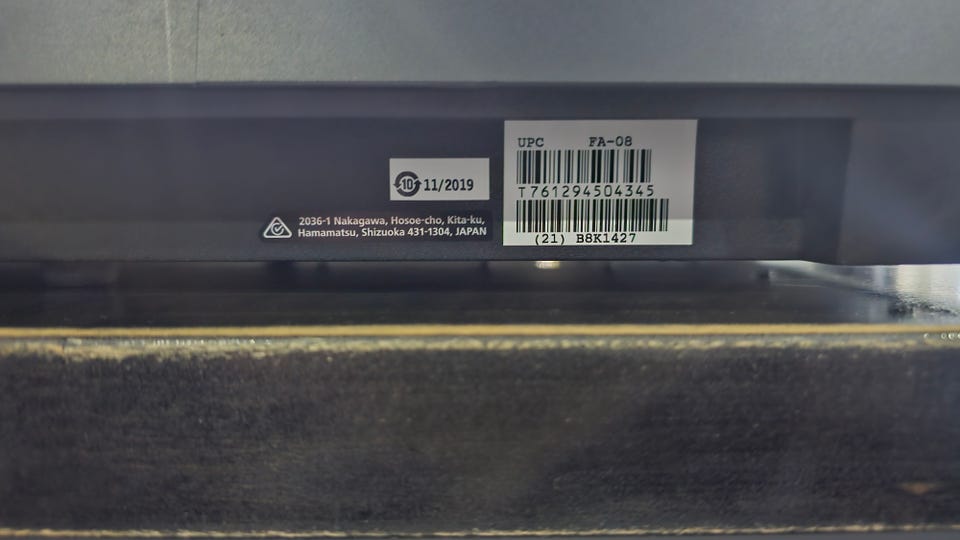 UPC FA-08
T761294504345
(21) B8K1427
10 11/2019
2036-1 Nakagawa, Hosoe-cho, Kita-ku,
Hamamatsu, Shizuoka 431-1304, JAPAN